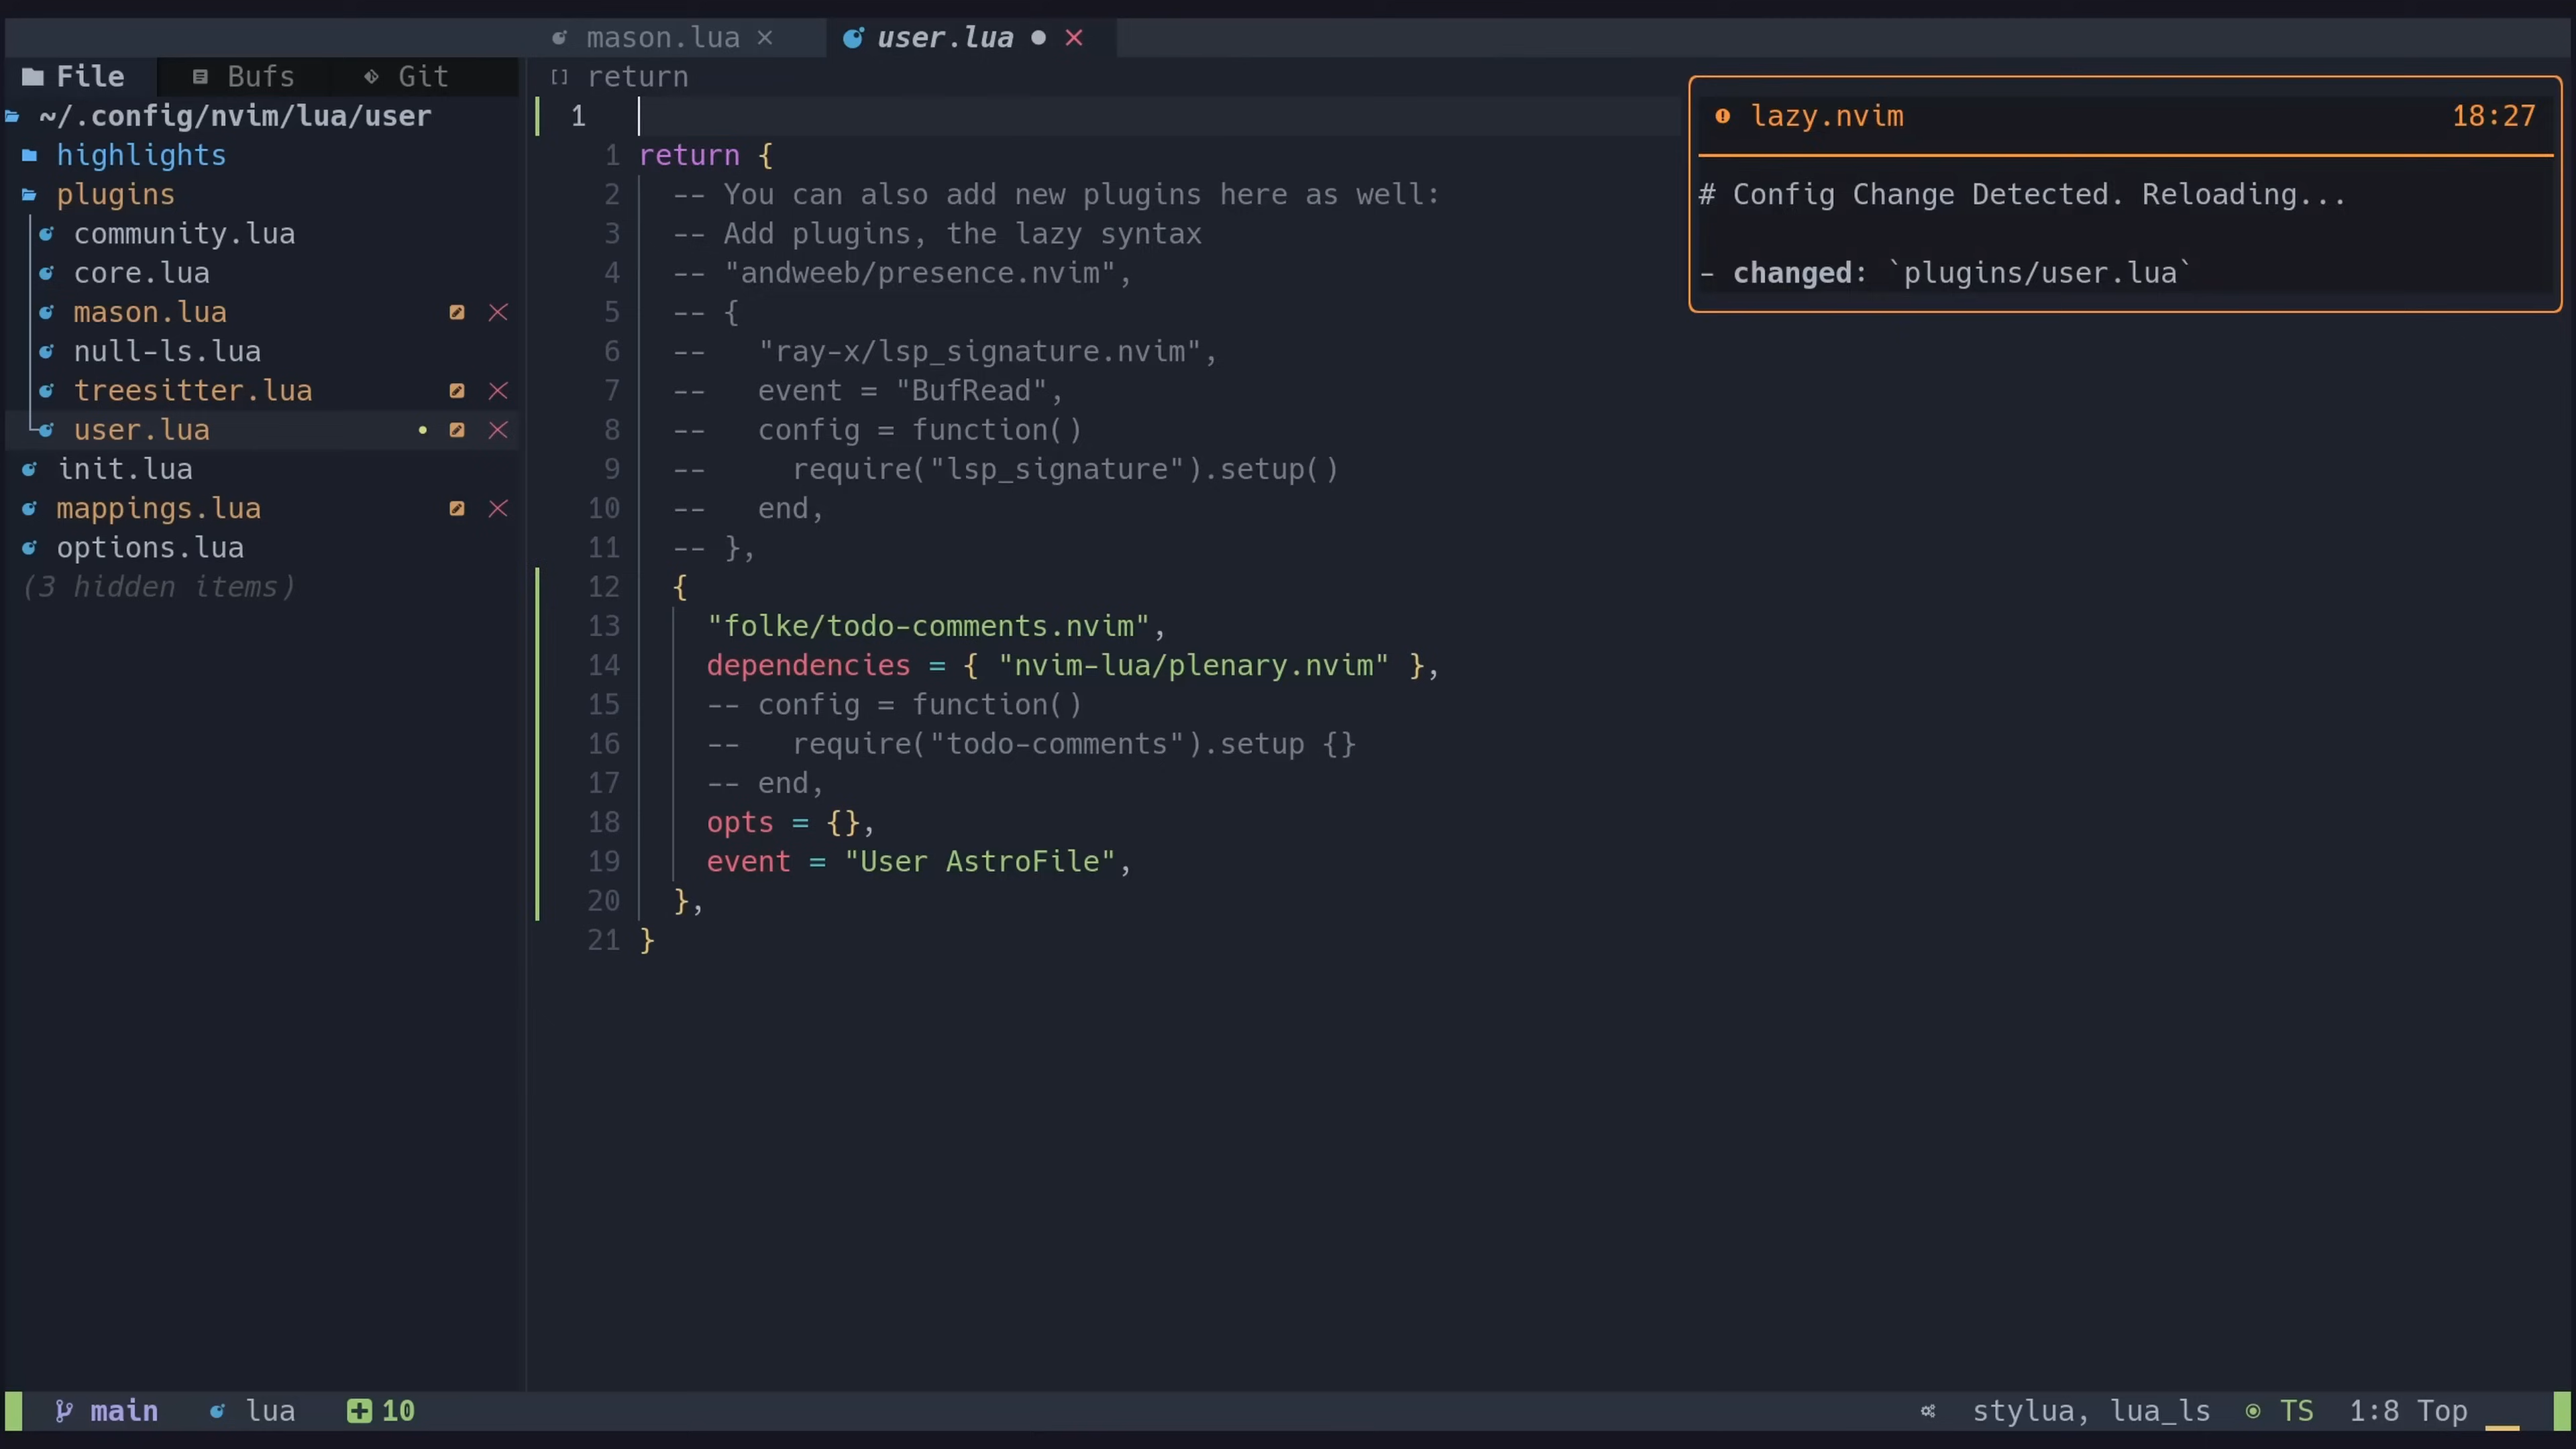 mason.lua ×
user.lua ● ×
File Bufs Git
~/.config/nvim/lua/user
highlights
plugins
community.lua
core.lua
mason.lua
null-ls.lua
treesitter.lua
user.lua
init.lua
mappings.lua
options.lua
(3 hidden items)
[] return
1
1 return {
2   -- You can also add new plugins here as well:
3   -- Add plugins, the lazy syntax
4   -- "andweeb/presence.nvim",
5   -- {
6   --   "ray-x/lsp_signature.nvim",
7   --   event = "BufRead",
8   --   config = function()
9   --     require("lsp_signature").setup()
10   --   end,
11   -- },
12   {
13     "folke/todo-comments.nvim",
14     dependencies = { "nvim-lua/plenary.nvim" },
15     -- config = function()
16     --   require("todo-comments").setup {}
17     -- end,
18     opts = {},
19     event = "User AstroFile",
20   },
21 }
lazy.nvim 18:27
# Config Change Detected. Reloading...
- changed: `plugins/user.lua`
main lua 10 stylua, lua_ls TS 1:8 Top